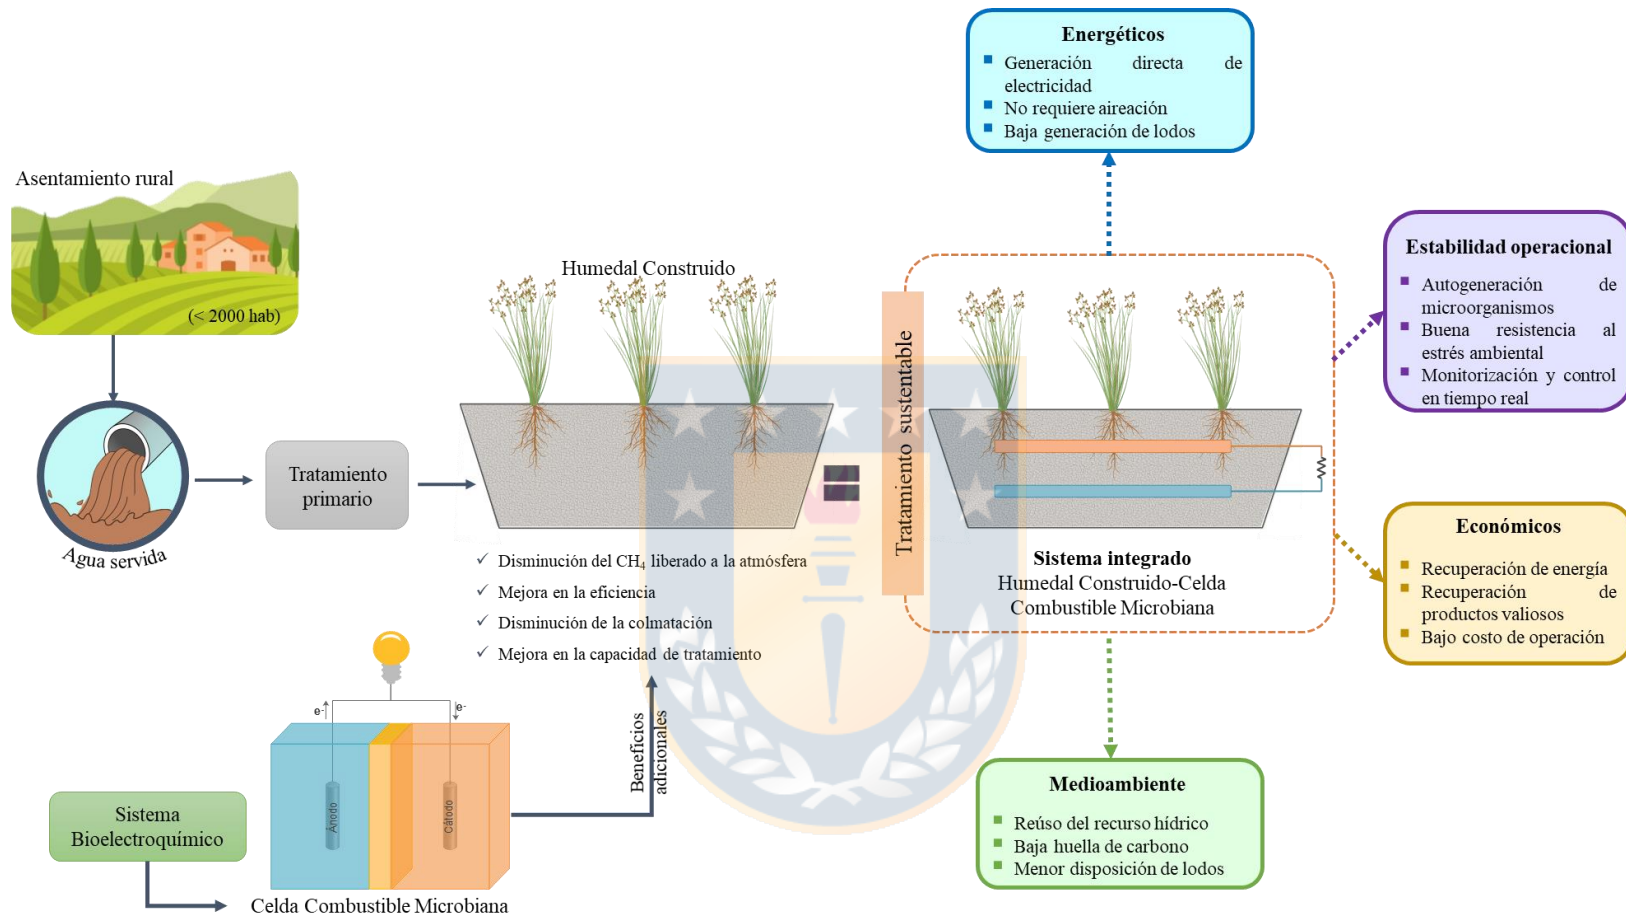 Asentamiento rural
(< 2000 hab)
Agua servida
Tratamiento
primario
Humedal Construido
✓ Disminución del CH₄ liberado a la atmósfera
✓ Mejora en la eficiencia
✓ Disminución de la colmatación
✓ Mejora en la capacidad de tratamiento
Beneficios
adicionales
Sistema
Bioelectroquímico
e-
e-
Ánodo
Cátodo
Celda Combustible Microbiana
Tratamiento sustentable
Sistema integrado
Humedal Construido-Celda
Combustible Microbiana
Energéticos
▪ Generación directa de
electricidad
▪ No requiere aireación
▪ Baja generación de lodos
Estabilidad operacional
▪ Autogeneración de
microorganismos
▪ Buena resistencia al
estrés ambiental
▪ Monitorización y control
en tiempo real
Económicos
▪ Recuperación de energía
▪ Recuperación de
productos valiosos
▪ Bajo costo de operación
Medioambiente
▪ Reúso del recurso hídrico
▪ Baja huella de carbono
▪ Menor disposición de lodos